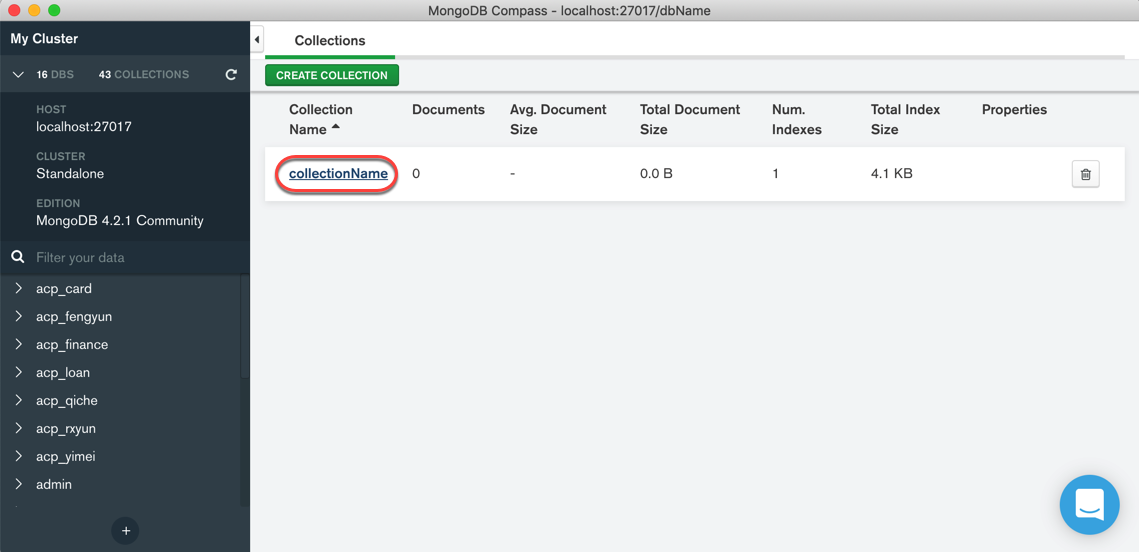 MongoDB Compass - localhost:27017/dbName
My Cluster
16 DBS 43 COLLECTIONS
HOST
localhost:27017
CLUSTER
Standalone
EDITION
MongoDB 4.2.1 Community
Filter your data
acp_card
acp_fengyun
acp_finance
acp_loan
acp_qiche
acp_rxyun
acp_yimei
admin
+
Collections
CREATE COLLECTION
Collection Name
Documents
Avg. Document Size
Total Document Size
Num. Indexes
Total Index Size
Properties
collectionName 0 - 0.0 B 1 4.1 KB